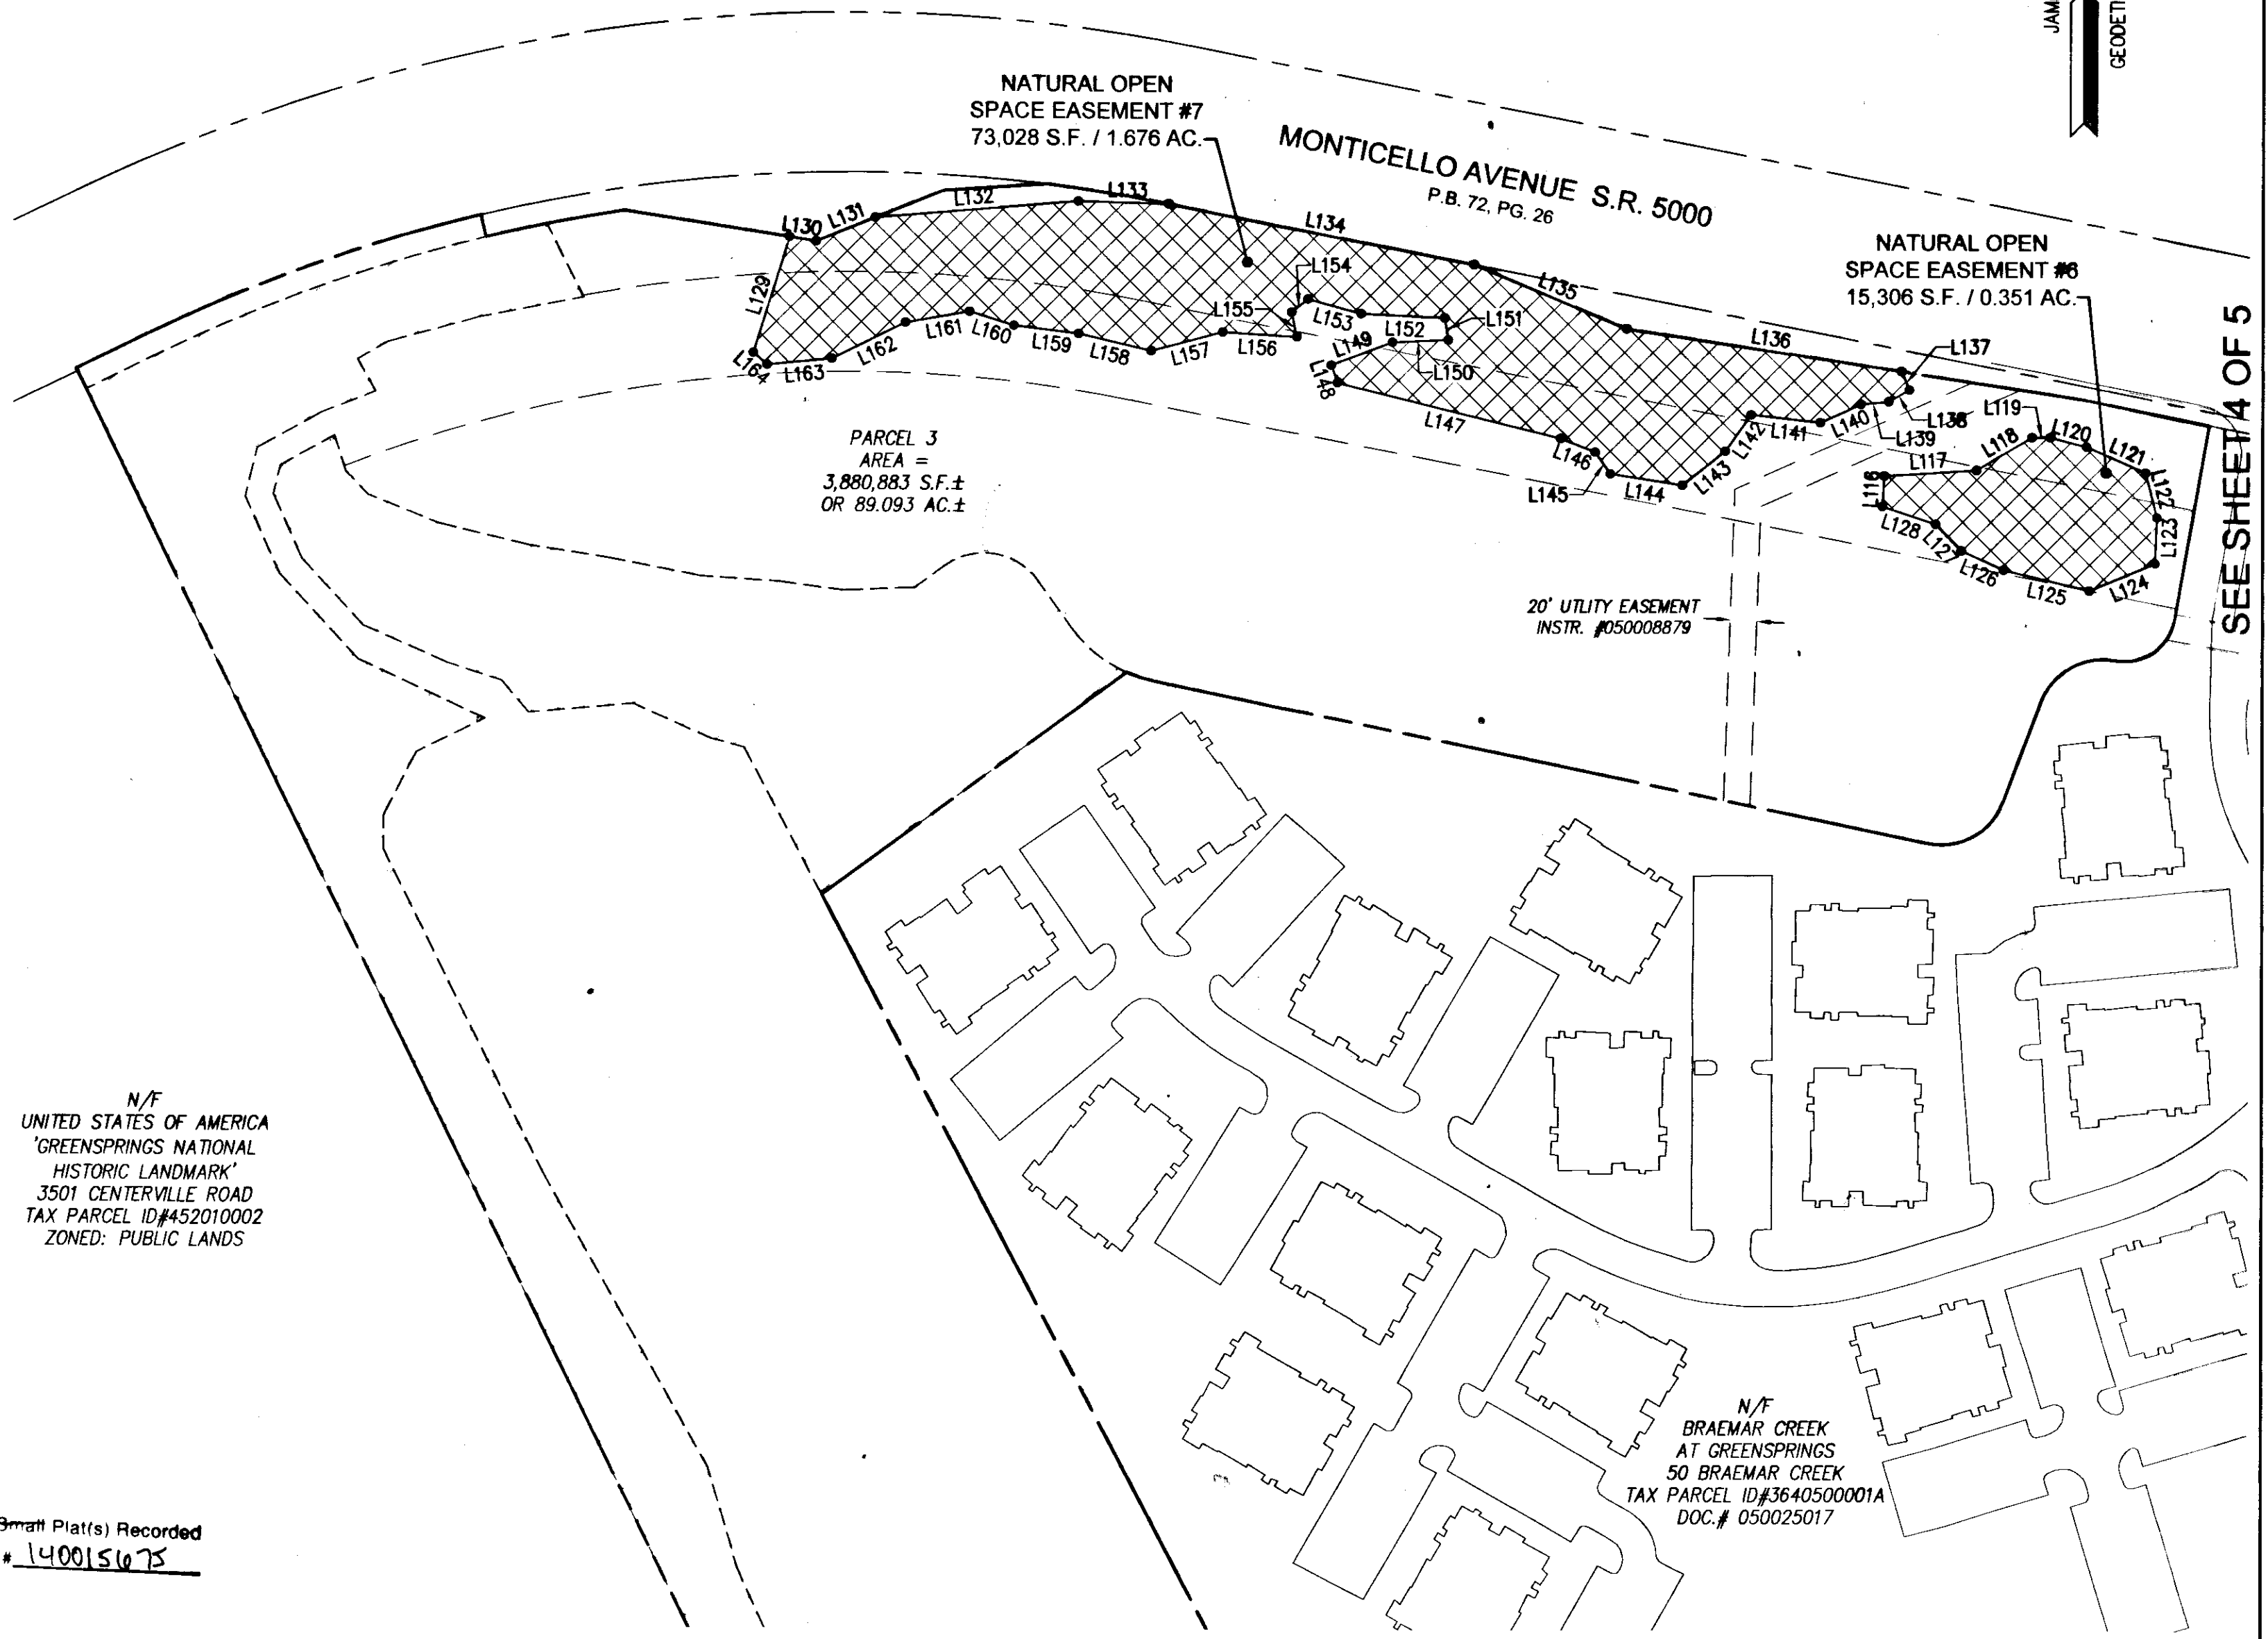 JAM
GEODETI
NATURAL OPEN
SPACE EASEMENT #7
73,028 S.F. / 1.676 AC.
MONTICELLO AVENUE S.R. 5000
P.B. 72, PG. 26
NATURAL OPEN
SPACE EASEMENT #6
15,306 S.F. / 0.351 AC.
SEE SHEET 4 OF 5
L129
L130
L131
L132
L133
L134
L135
L136
L137
L138
L139
L140
L141
L142
L143
L144
L145
L146
L147
L148
L149
L150
L151
L152
L153
L154
L155
L156
L157
L158
L159
L160
L161
L162
L163
L164
L116
L117
L118
L119
L120
L121
L122
L123
L124
L125
L126
L127
L128
PARCEL 3
AREA =
3,880,883 S.F.±
OR 89.093 AC.±
20' UTLITY EASEMENT
INSTR. #050008879
N/F
UNITED STATES OF AMERICA
'GREENSPRINGS NATIONAL
HISTORIC LANDMARK'
3501 CENTERVILLE ROAD
TAX PARCEL ID#452010002
ZONED: PUBLIC LANDS
N/F
BRAEMAR CREEK
AT GREENSPRINGS
50 BRAEMAR CREEK
TAX PARCEL ID#3640500001A
DOC.# 050025017
Small Plat(s) Recorded
# 140015675